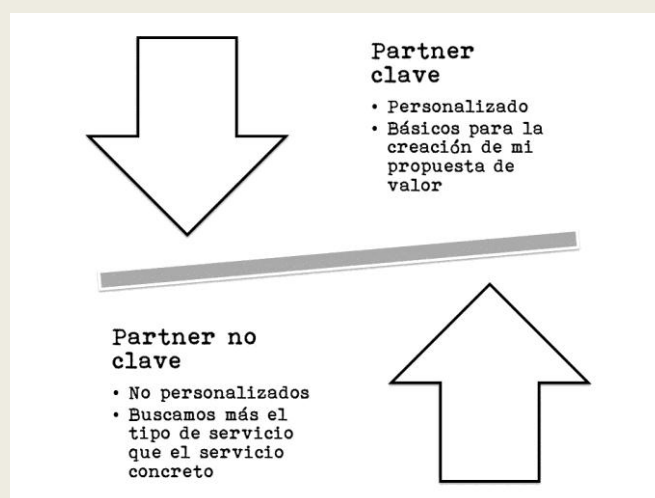 Partner
clave
• Personalizado
• Básicos para la
creación de mi
propuesta de
valor
Partner no
clave
• No personalizados
• Buscamos más el
tipo de servicio
que el servicio
concreto